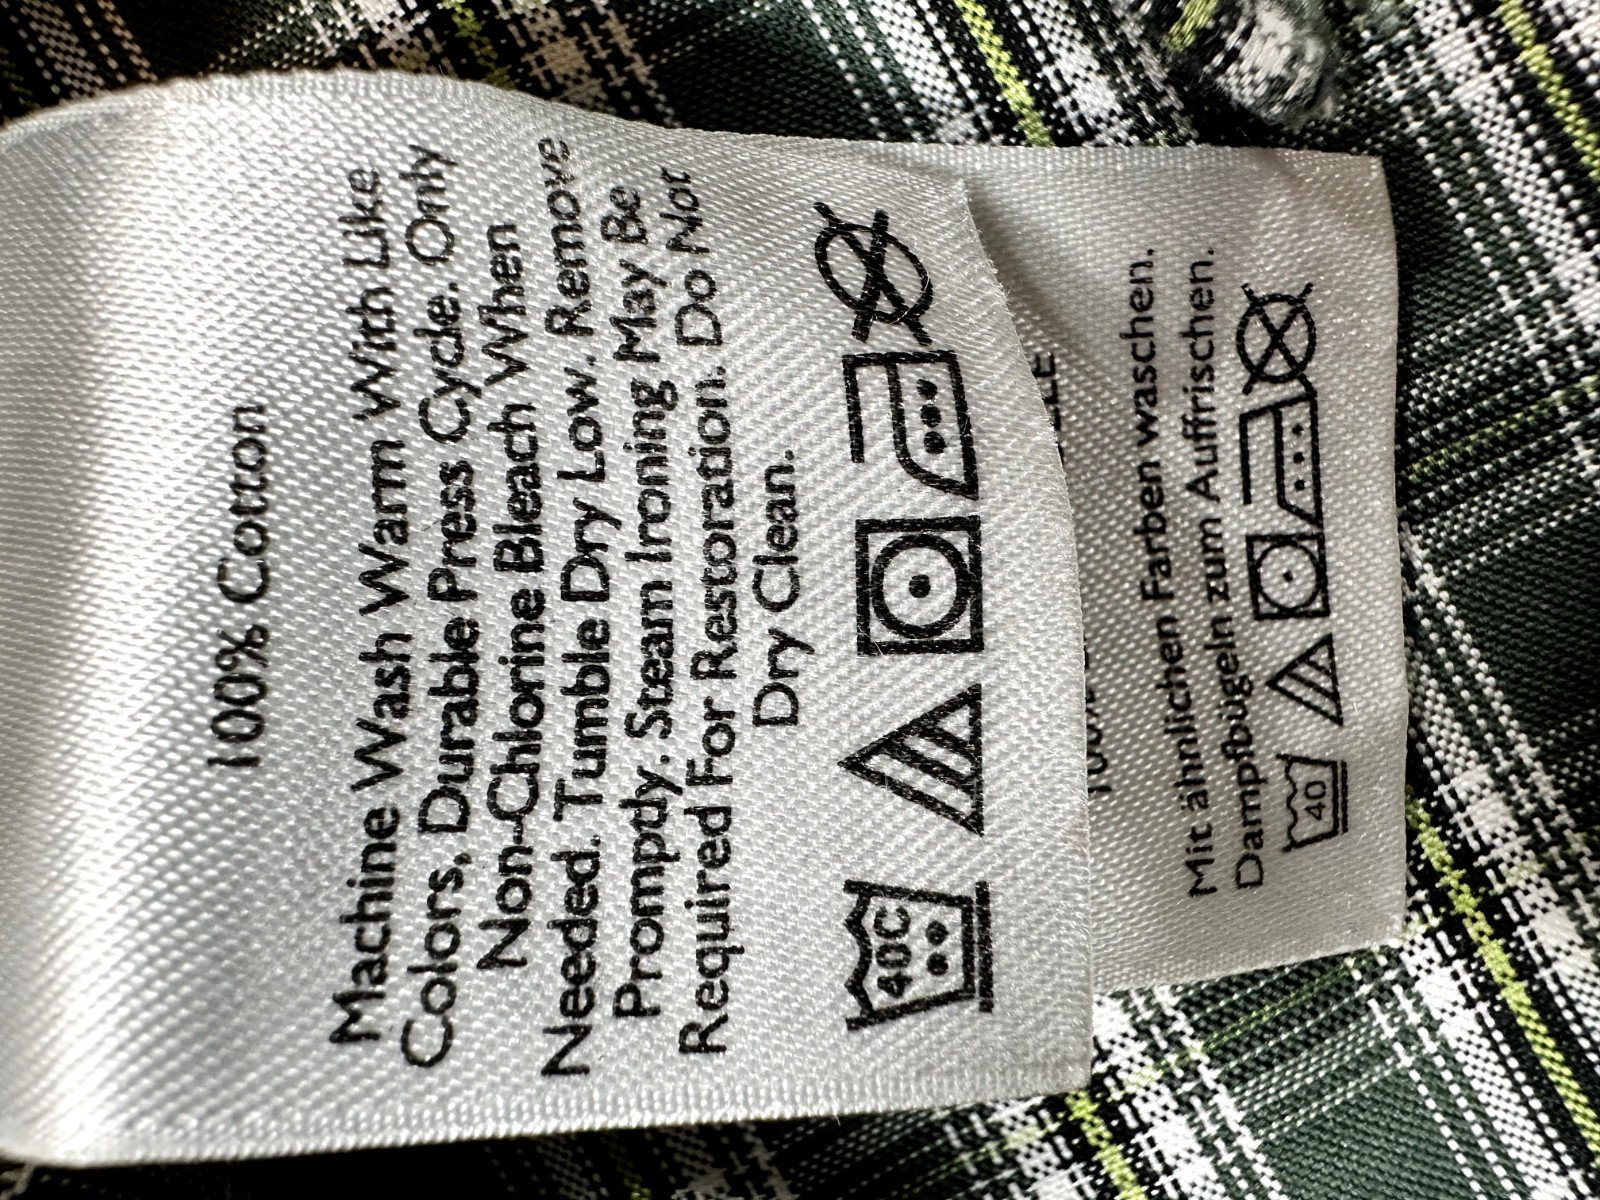 100% Cotton
Machine Wash Warm With Like
Colors, Durable Press Cycle. Only
Non-Chlorine Bleach When
Needed. Tumble Dry Low. Remove
Promptly. Steam Ironing May Be
Required For Restoration. Do Not
Dry Clean.
40C
Mit ähnlichen Farben waschen.
Dampfbügeln zum Auffrischen.
40